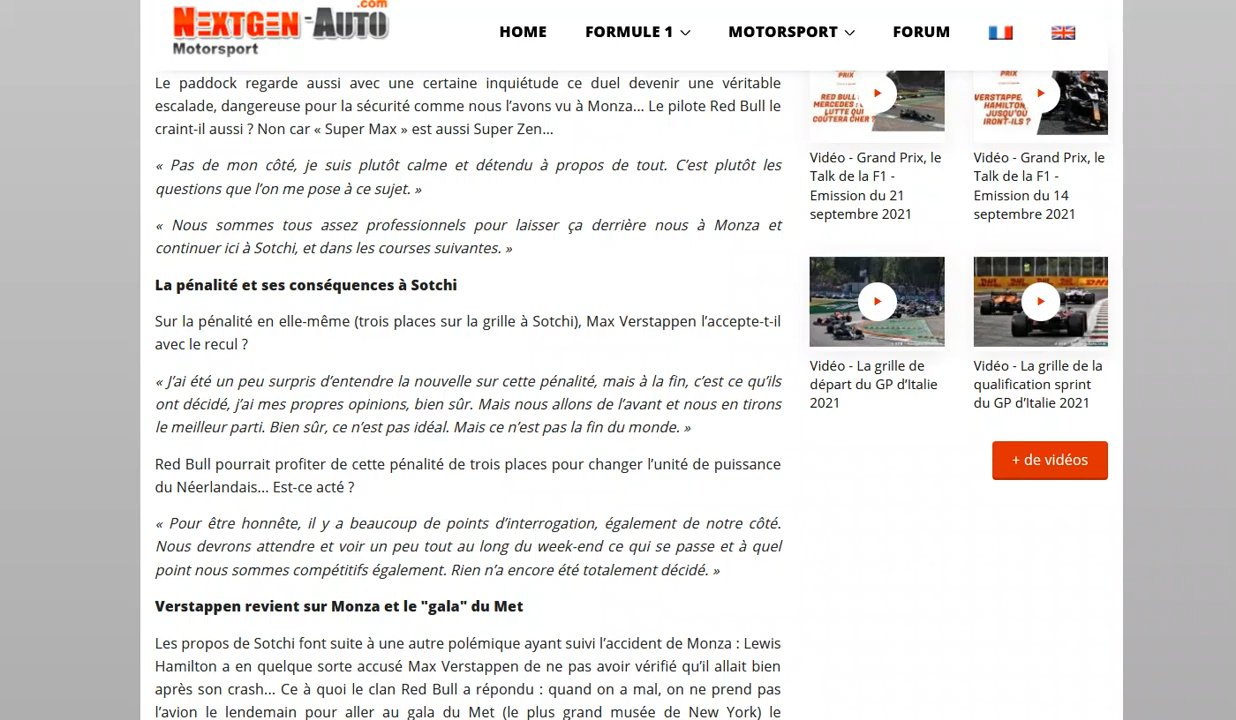 NEXTGEN-AUTO
.com
Motorsport
HOME
FORMULE 1
MOTORSPORT
FORUM
Le paddock regarde aussi avec une certaine inquiétude ce duel devenir une véritable
escalade, dangereuse pour la sécurité comme nous l’avons vu à Monza… Le pilote Red Bull le
craint-il aussi ? Non car « Super Max » est aussi Super Zen…
« Pas de mon côté, je suis plutôt calme et détendu à propos de tout. C’est plutôt les
questions que l’on me pose à ce sujet. »
« Nous sommes tous assez professionnels pour laisser ça derrière nous à Monza et
continuer ici à Sotchi, et dans les courses suivantes. »
La pénalité et ses conséquences à Sotchi
Sur la pénalité en elle-même (trois places sur la grille à Sotchi), Max Verstappen l’accepte-t-il
avec le recul ?
« J’ai été un peu surpris d’entendre la nouvelle sur cette pénalité, mais à la fin, c’est ce qu’ils
ont décidé, j’ai mes propres opinions, bien sûr. Mais nous allons de l’avant et nous en tirons
le meilleur parti. Bien sûr, ce n’est pas idéal. Mais ce n’est pas la fin du monde. »
Red Bull pourrait profiter de cette pénalité de trois places pour changer l’unité de puissance
du Néerlandais… Est-ce acté ?
« Pour être honnête, il y a beaucoup de points d’interrogation, également de notre côté.
Nous devrons attendre et voir un peu tout au long du week-end ce qui se passe et à quel
point nous sommes compétitifs également. Rien n’a encore été totalement décidé. »
Verstappen revient sur Monza et le "gala" du Met
Les propos de Sotchi font suite à une autre polémique ayant suivi l’accident de Monza : Lewis
Hamilton a en quelque sorte accusé Max Verstappen de ne pas avoir vérifié qu’il allait bien
après son crash… Ce à quoi le clan Red Bull a répondu : quand on a mal, on ne prend pas
l’avion le lendemain pour aller au gala du Met (le plus grand musée de New York) le
PRIX
RED BULL
MERCEDES :
LUTTE QUI
COÛTERA CHER ?
Vidéo - Grand Prix, le
Talk de la F1 -
Emission du 21
septembre 2021
PRIX
VERSTAPPE
HAMILTON
JUSQU'OÙ
IRONT-ILS ?
Vidéo - Grand Prix, le
Talk de la F1 -
Emission du 14
septembre 2021
Vidéo - La grille de
départ du GP d’Italie
2021
Vidéo - La grille de la
qualification sprint
du GP d’Italie 2021
+ de vidéos